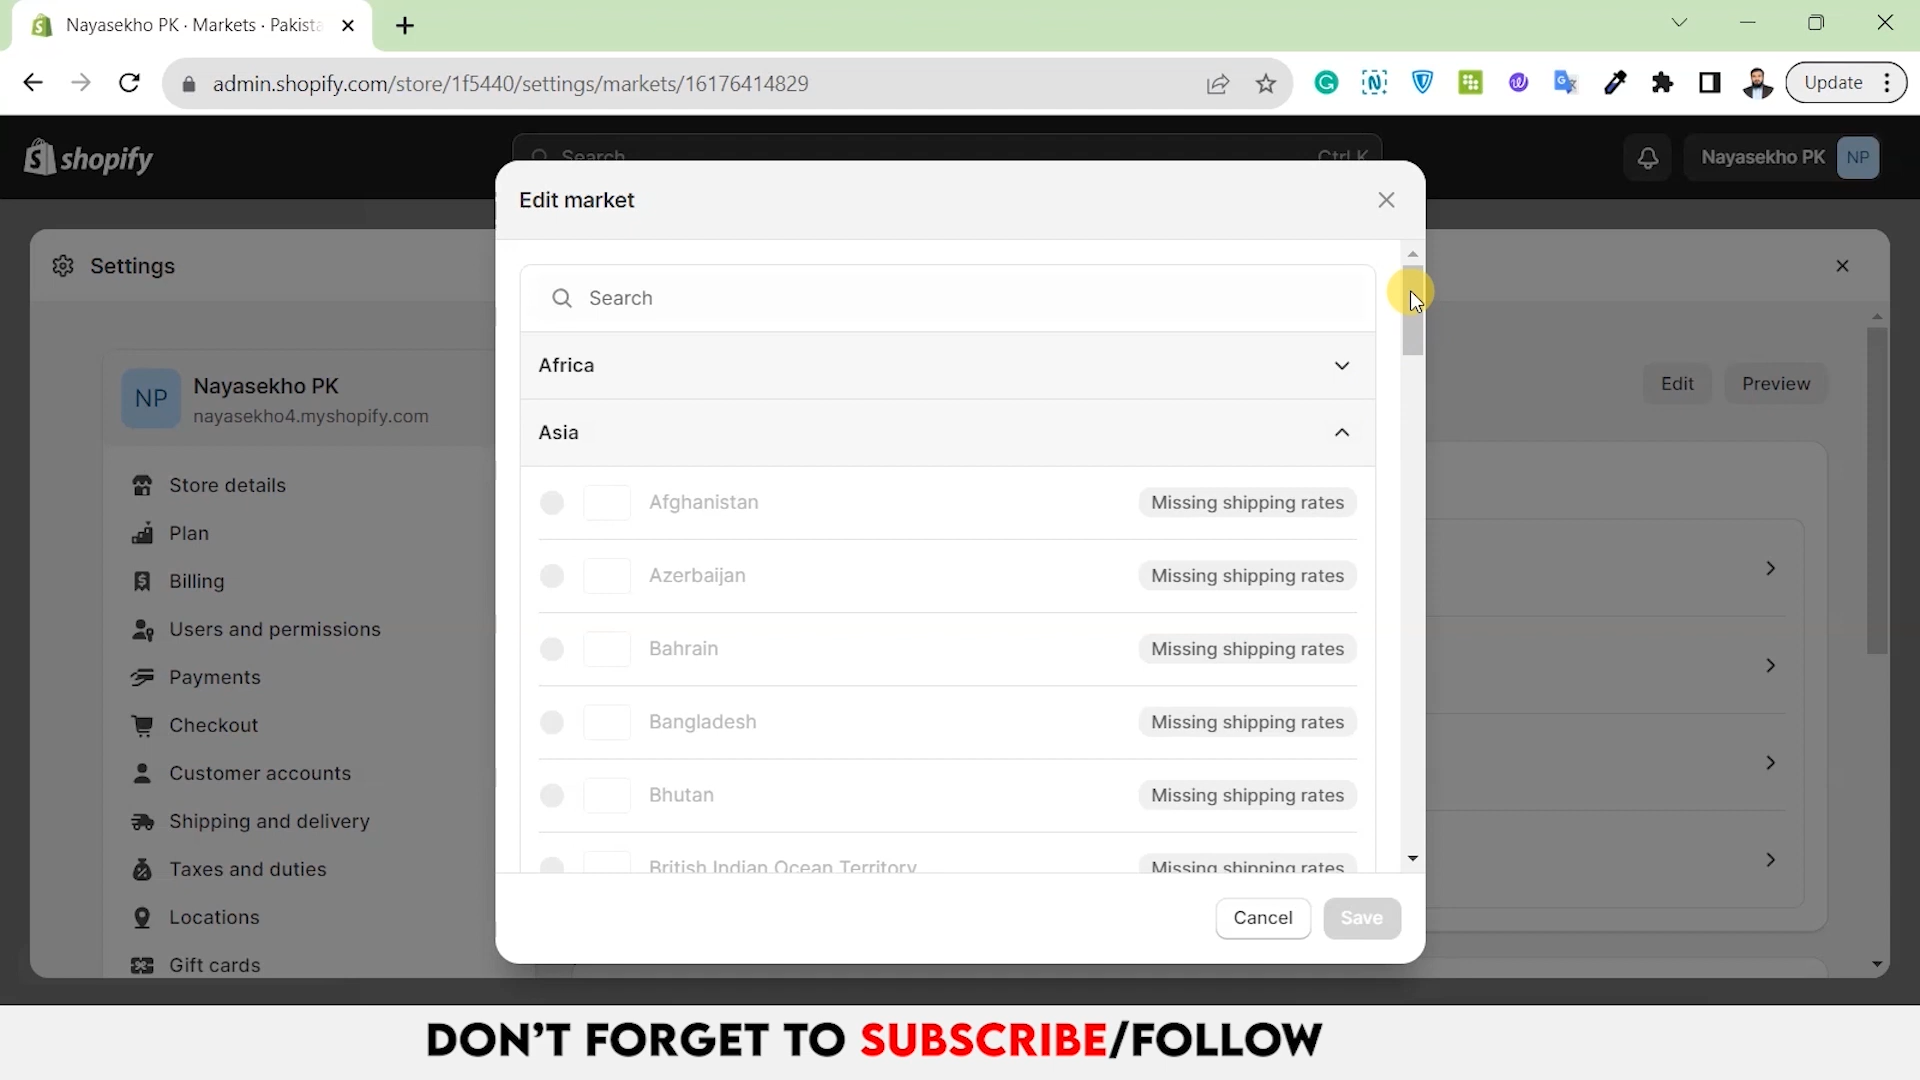 Nayasekho PK · Markets · Pakista
admin.shopify.com/store/1f5440/settings/markets/16176414829
Update
shopify
Search
Ctrl K
Nayasekho PK
NP
Edit market
Settings
Search
Africa
Edit
Preview
NP
Nayasekho PK
nayasekho4.myshopify.com
Asia
Store details
Afghanistan
Missing shipping rates
Plan
Azerbaijan
Missing shipping rates
Billing
Users and permissions
Bahrain
Missing shipping rates
Payments
Checkout
Bangladesh
Missing shipping rates
Customer accounts
Bhutan
Missing shipping rates
Shipping and delivery
Taxes and duties
British Indian Ocean Territory
Missing shipping rates
Locations
Cancel
Save
Gift cards
DON'T FORGET TO SUBSCRIBE/FOLLOW